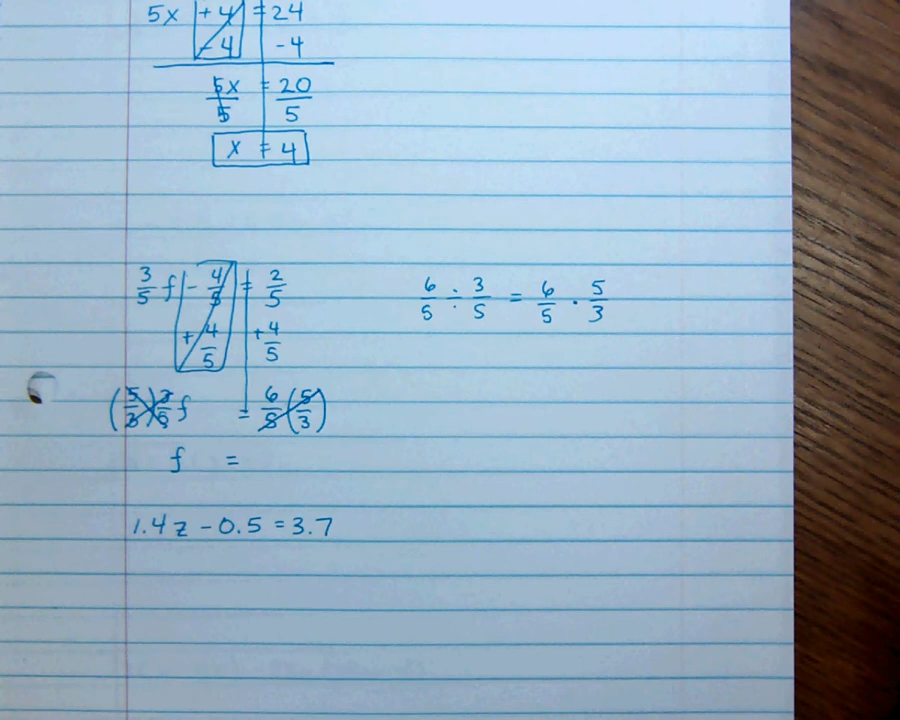 5x + 4 = 24
- 4 - 4
5x/5 = 20/5
x = 4
3/5 f - 4/5 = 2/5
+ 4/5 + 4/5
6/5 ÷ 3/5 = 6/5 · 5/3
(5/3) 3/5 f = 6/5 (5/3)
f =
1.4z - 0.5 = 3.7